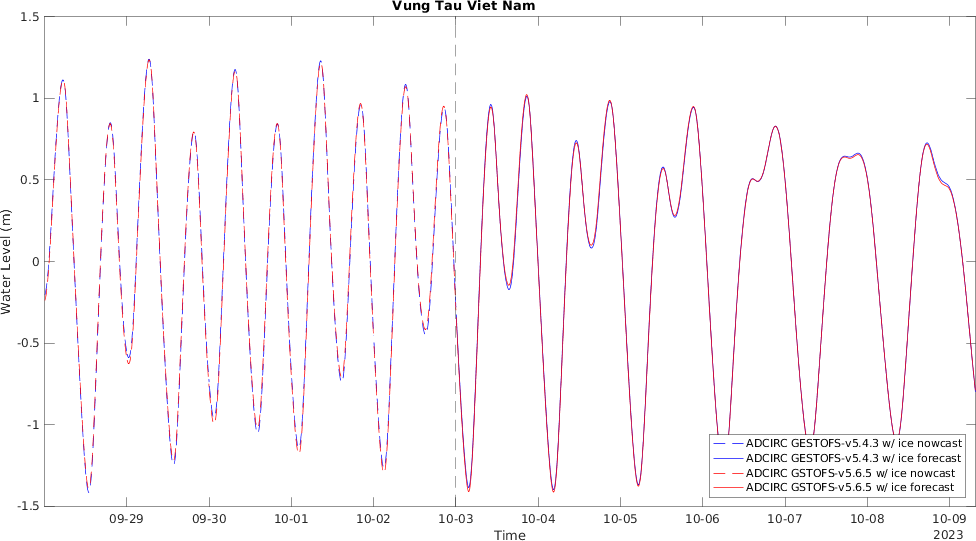 Vung Tau Viet Nam
1.5
1
0.5
0
-0.5
-1
-1.5
Water Level (m)
ADCIRC GESTOFS-v5.4.3 w/ ice nowcast
ADCIRC GESTOFS-v5.4.3 w/ ice forecast
ADCIRC GSTOFS-v5.6.5 w/ ice nowcast
ADCIRC GSTOFS-v5.6.5 w/ ice forecast
09-29 09-30 10-01 10-02 10-03 10-04 10-05 10-06 10-07 10-08 10-09
2023
Time